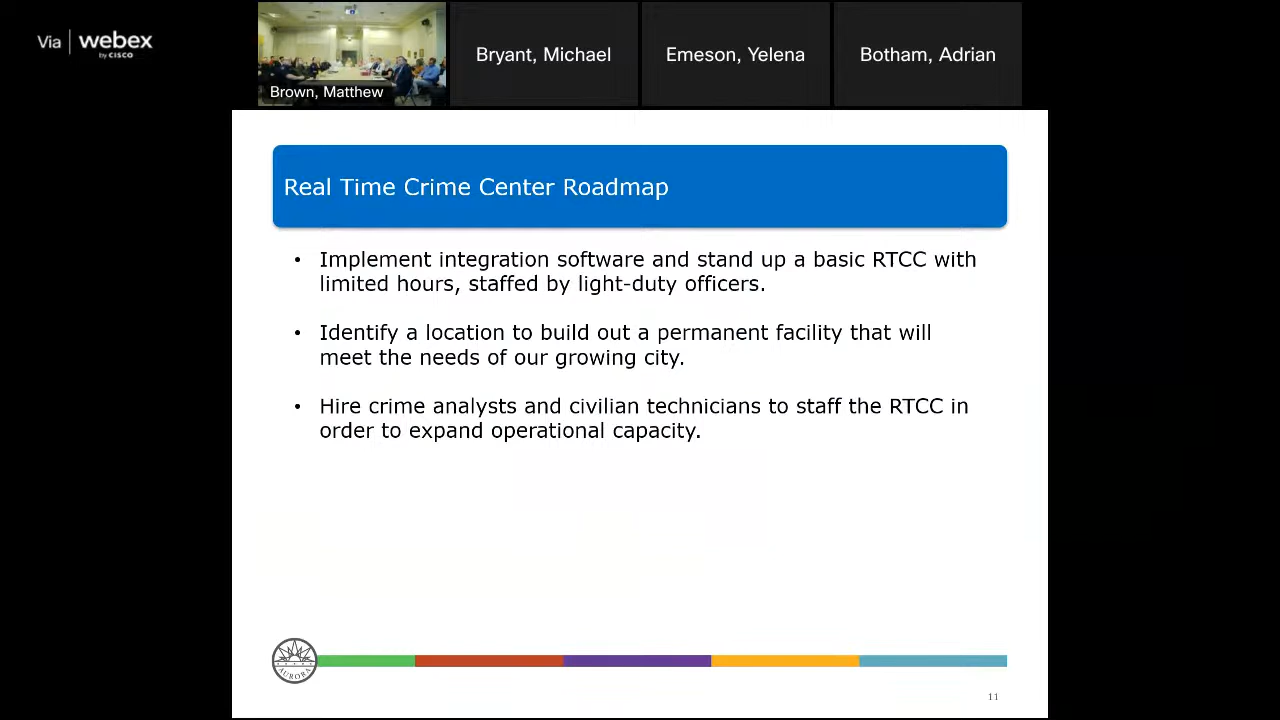 Via webex
by CISCO
Brown, Matthew
Bryant, Michael
Emeson, Yelena
Botham, Adrian
Real Time Crime Center Roadmap
• Implement integration software and stand up a basic RTCC with
limited hours, staffed by light-duty officers.
• Identify a location to build out a permanent facility that will
meet the needs of our growing city.
• Hire crime analysts and civilian technicians to staff the RTCC in
order to expand operational capacity.
AURORA
11